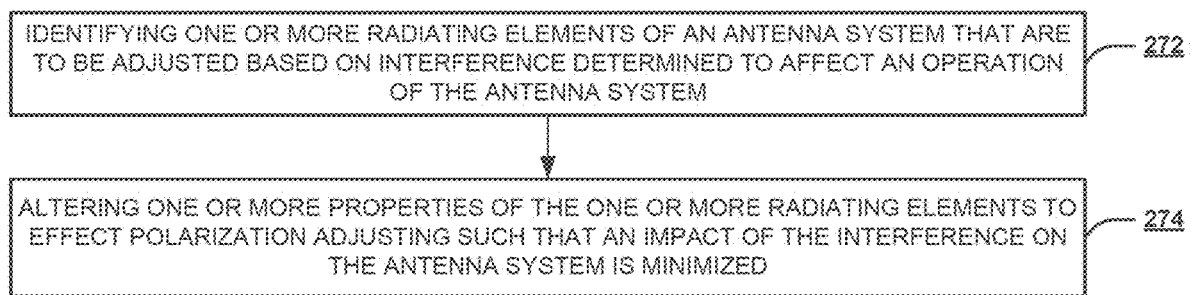 IDENTIFYING ONE OR MORE RADIATING ELEMENTS OF AN ANTENNA SYSTEM THAT ARE
TO BE ADJUSTED BASED ON INTERFERENCE DETERMINED TO AFFECT AN OPERATION
OF THE ANTENNA SYSTEM
272
ALTERING ONE OR MORE PROPERTIES OF THE ONE OR MORE RADIATING ELEMENTS TO
EFFECT POLARIZATION ADJUSTING SUCH THAT AN IMPACT OF THE INTERFERENCE ON
THE ANTENNA SYSTEM IS MINIMIZED
274